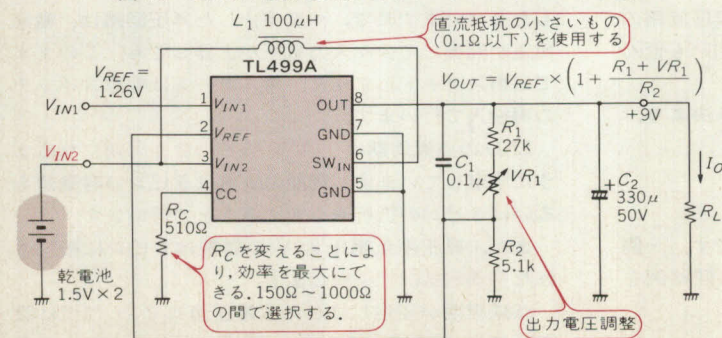 L1 100μH
直流抵抗の小さいもの
(0.1Ω以下)を使用する
TL499A
VREF=
1.26V
VOUT=VREF×(1+ R1+VR1 / R2)
VIN1
1 VIN1 OUT 8
2 VREF GND 7
VIN2
3 VIN2 SWIN 6
4 CC GND 5
+9V
R1
27k
C1
0.1μ
VR1
+C2
330μ
50V
IO
RL
RC
510Ω
R2
5.1k
RCを変えることによ
り,効率を最大にで
きる.150Ω～1000Ω
の間で選択する.
乾電池
1.5V×2
出力電圧調整